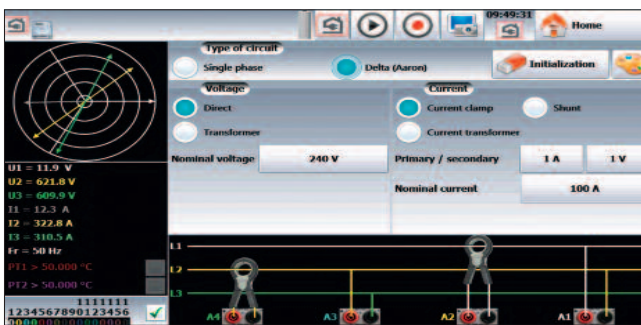 09:49:31
Home
Type of circuit
Single phase
Delta (Aaron)
Initialization
Voltage
Direct
Transformer
Nominal voltage
240 V
Current
Current clamp
Shunt
Current transformer
Primary / secondary
1 A
1 V
Nominal current
100 A
U1 = 11.9 V
U2 = 621.8 V
U3 = 609.9 V
I1 = 12.3 A
I2 = 322.8 A
I3 = 310.5 A
Fr = 50 Hz
PT1 > 50.000 °C
PT2 > 50.000 °C
1111111
1234567890123456
L1
L2
L3
A4
A3
A2
A1